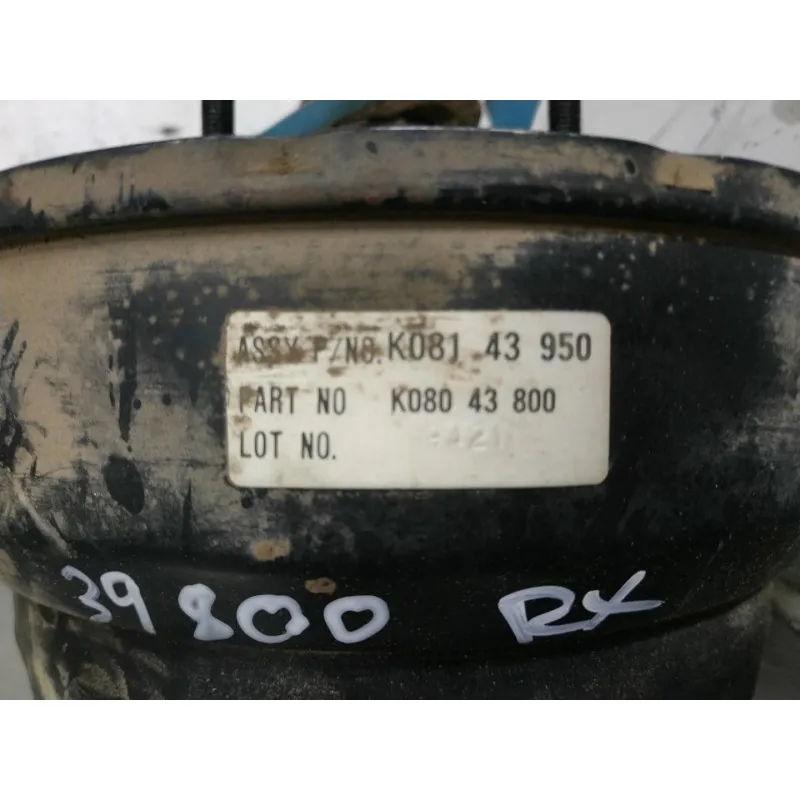 ASSY P/NO. K081 43 950
PART NO K080 43 800
LOT NO.
39800 RX